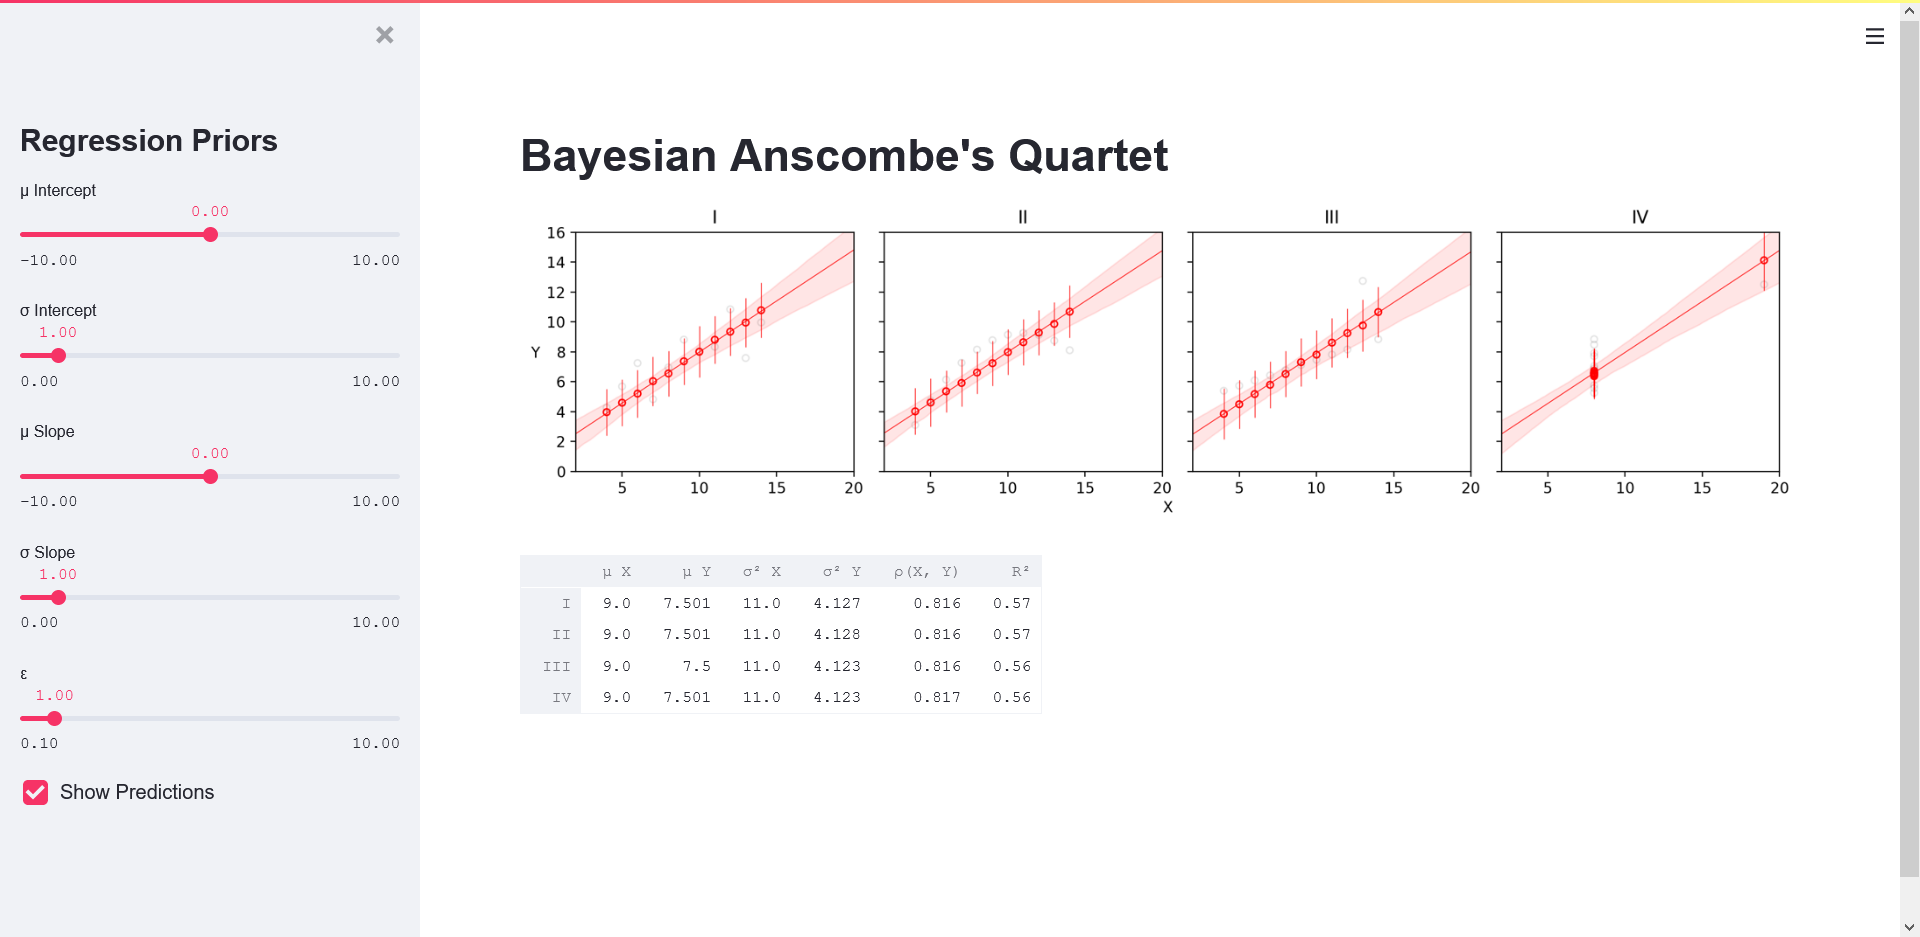 Regression Priors
μ Intercept
0.00
-10.00 10.00
σ Intercept
1.00
0.00 10.00
μ Slope
0.00
-10.00 10.00
σ Slope
1.00
0.00 10.00
ε
1.00
0.10 10.00
Show Predictions
Bayesian Anscombe's Quartet
I II III IV
16
14
12
10
Y 8
6
4
2
0
5 10 15 20 5 10 15 20 5 10 15 20 5 10 15 20
X
μ X μ Y σ² X σ² Y ρ(X, Y) R²
I 9.0 7.501 11.0 4.127 0.816 0.57
II 9.0 7.501 11.0 4.128 0.816 0.57
III 9.0 7.5 11.0 4.123 0.816 0.56
IV 9.0 7.501 11.0 4.123 0.817 0.56